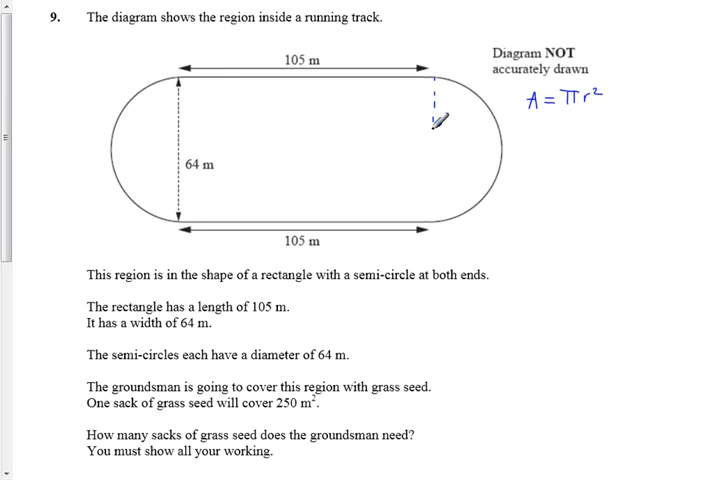 9. The diagram shows the region inside a running track.
105 m
Diagram NOT
accurately drawn
A = πr²
64 m
105 m
This region is in the shape of a rectangle with a semi-circle at both ends.
The rectangle has a length of 105 m.
It has a width of 64 m.
The semi-circles each have a diameter of 64 m.
The groundsman is going to cover this region with grass seed.
One sack of grass seed will cover 250 m².
How many sacks of grass seed does the groundsman need?
You must show all your working.